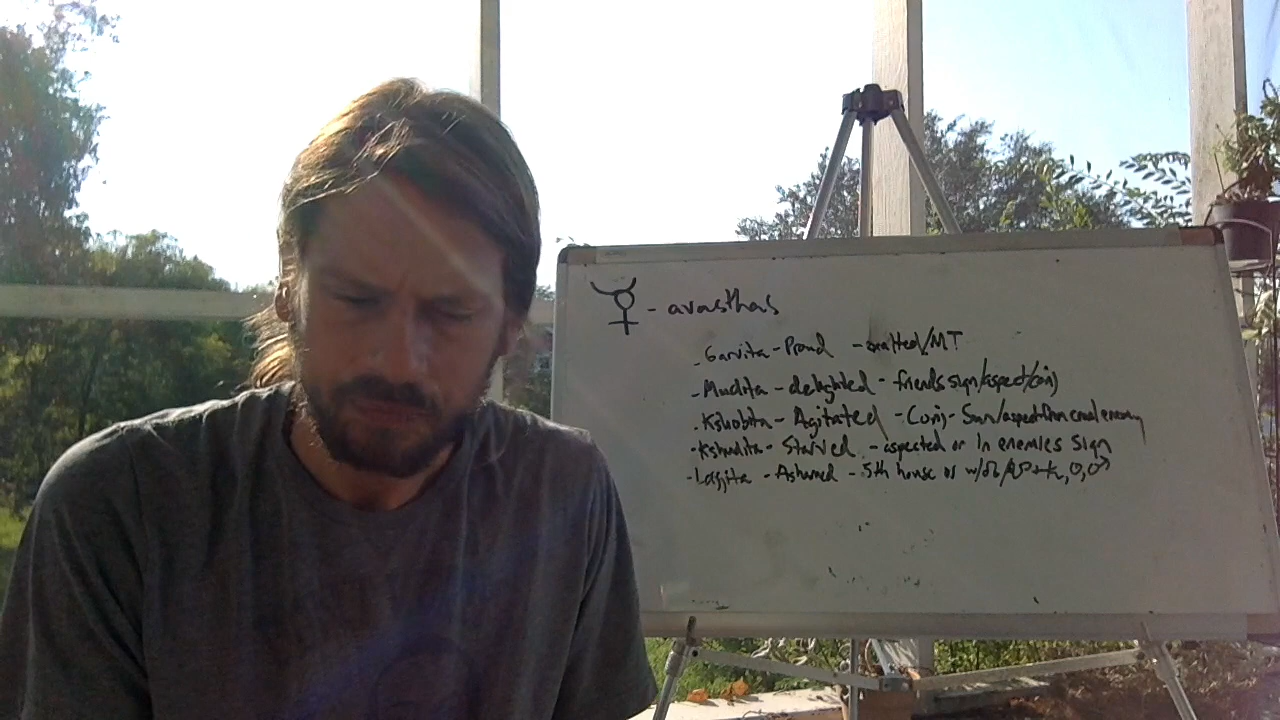 ☿ - avasthas
- Garvita - Proud - exalted/MT
- Mudita - delighted - friends sign/aspect/conj
- Kshobita - Agitated - Conj - Sun/aspect from cruel enemy
- Kshudita - Starved - aspected or In enemies Sign
- Lajjita - Ashamed - 5th house or w/ ☊/☋ + ♄,